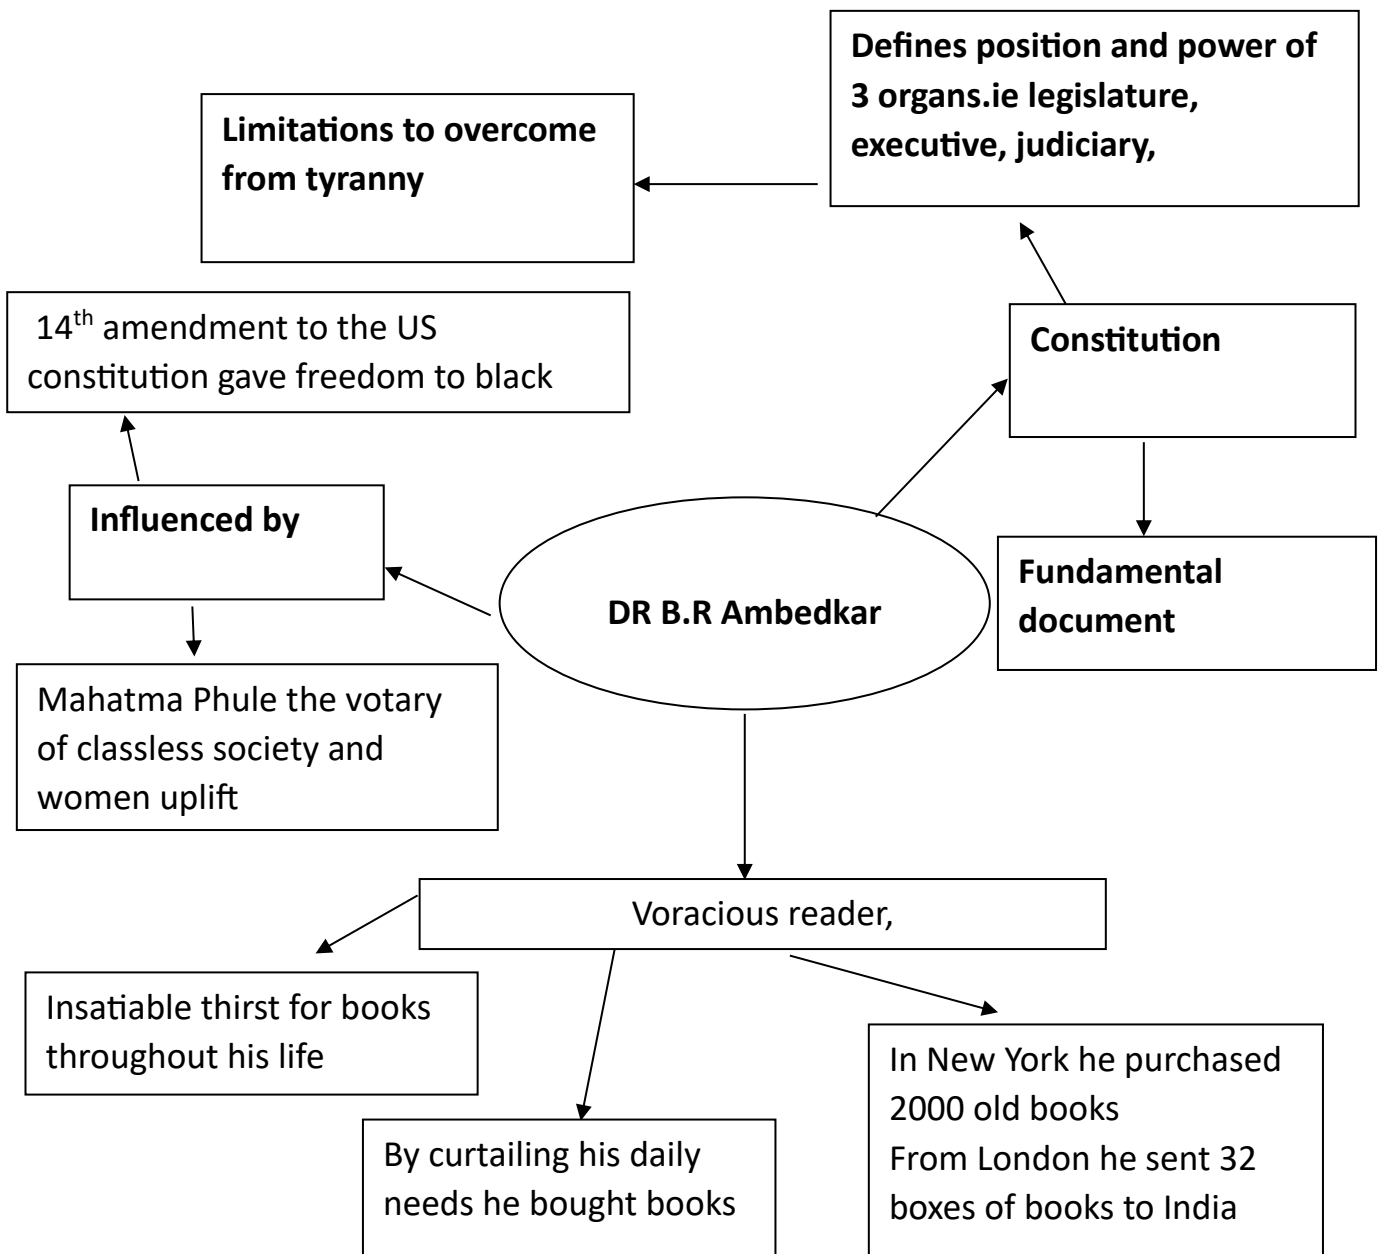 Defines position and power of
3 organs.ie legislature,
executive, judiciary,
Limitations to overcome
from tyranny
14th amendment to the US
constitution gave freedom to black
Constitution
Influenced by
Fundamental
document
DR B.R Ambedkar
Mahatma Phule the votary
of classless society and
women uplift
Voracious reader,
Insatiable thirst for books
throughout his life
By curtailing his daily
needs he bought books
In New York he purchased
2000 old books
From London he sent 32
boxes of books to India